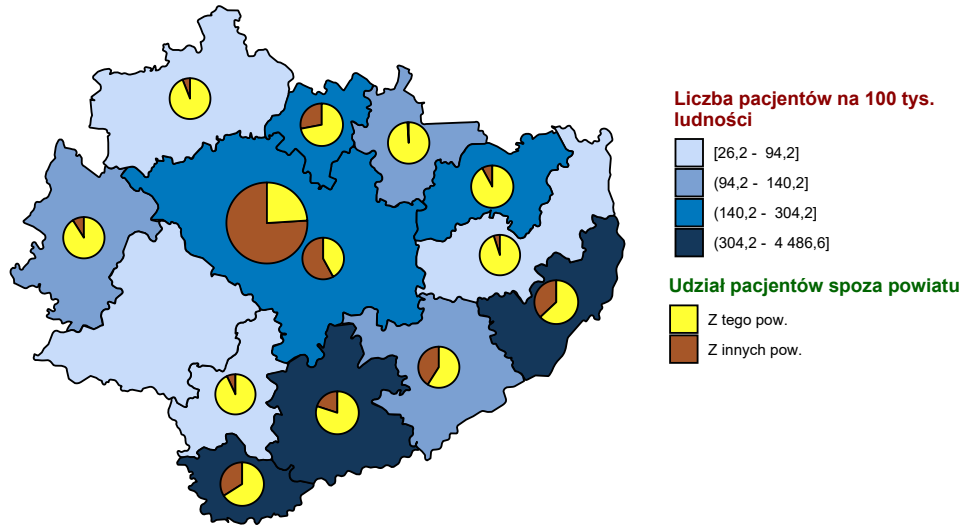 Liczba pacjentów na 100 tys.
ludności
[26,2 - 94,2]
(94,2 - 140,2]
(140,2 - 304,2]
(304,2 - 4 486,6]
Udział pacjentów spoza powiatu
Z tego pow.
Z innych pow.